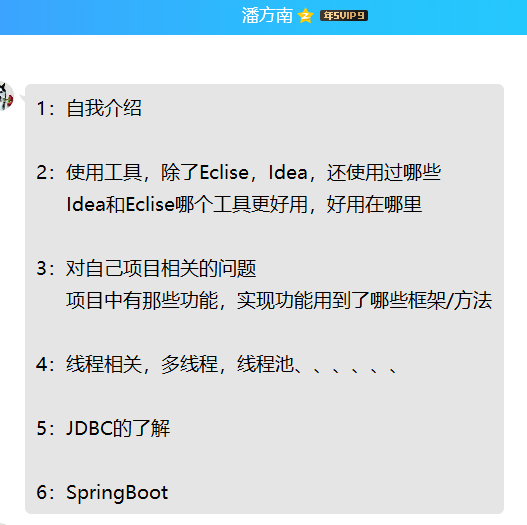 潘方南 年SVIP9
1：自我介绍
2：使用工具，除了Eclise，Idea，还使用过哪些
Idea和Eclise哪个工具更好用，好用在哪里
3：对自己项目相关的问题
项目中有那些功能，实现功能用到了哪些框架/方法
4：线程相关，多线程，线程池、、、、、、
5：JDBC的了解
6：SpringBoot